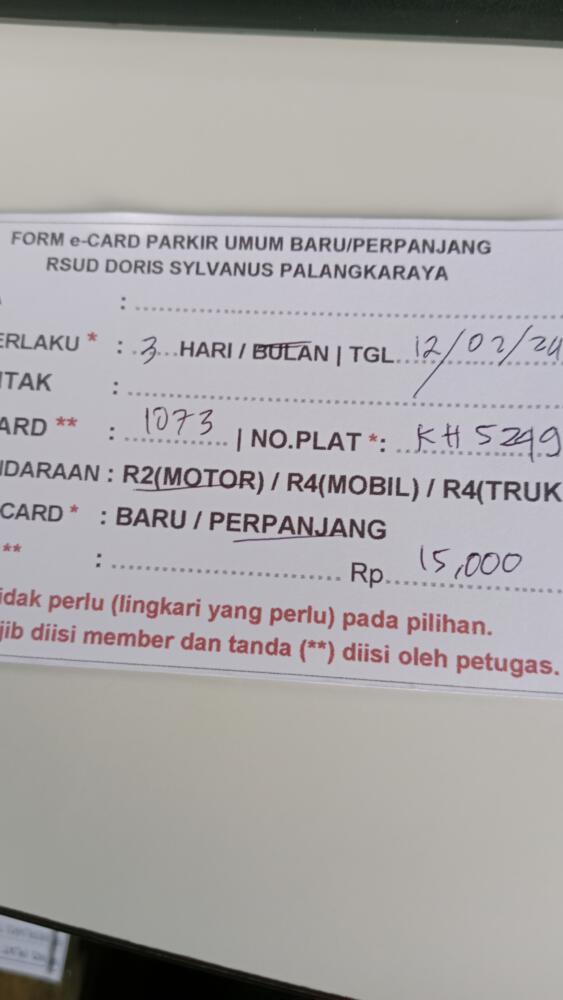 FORM e-CARD PARKIR UMUM BARU/PERPANJANG
RSUD DORIS SYLVANUS PALANGKARAYA
: ..........
ERLAKU * : 3 HARI / BULAN | TGL. 12/02/24
TAK : ..........
ARD ** : 1073 | NO.PLAT *: KH 5249
NDARAAN : R2(MOTOR) / R4(MOBIL) / R4(TRUK
CARD * : BARU / PERPANJANG
** : .......... Rp. 15,000
idak perlu (lingkari yang perlu) pada pilihan.
jib diisi member dan tanda (**) diisi oleh petugas.